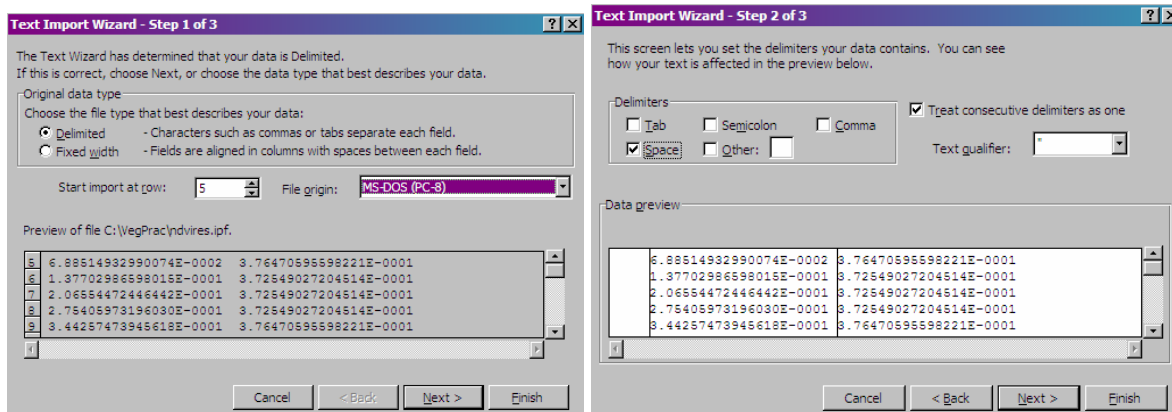 Text Import Wizard - Step 1 of 3
The Text Wizard has determined that your data is Delimited.
If this is correct, choose Next, or choose the data type that best describes your data.
Original data type
Choose the file type that best describes your data:
Delimited - Characters such as commas or tabs separate each field.
Fixed width - Fields are aligned in columns with spaces between each field.
Start import at row: 5 File origin: MS-DOS (PC-8)
Preview of file C:\VegPrac\ndvires.ipf.
5 6.88514932990074E-0002 3.76470595598221E-0001
6 1.37702986598015E-0001 3.72549027204514E-0001
7 2.06554472446442E-0001 3.72549027204514E-0001
8 2.75405973196030E-0001 3.72549027204514E-0001
9 3.44257473945618E-0001 3.76470595598221E-0001
Cancel < Back Next > Finish
Text Import Wizard - Step 2 of 3
This screen lets you set the delimiters your data contains. You can see
how your text is affected in the preview below.
Delimiters
Tab Semicolon Comma
Space Other:
Treat consecutive delimiters as one
Text qualifier: "
Data preview
6.88514932990074E-0002 3.76470595598221E-0001
1.37702986598015E-0001 3.72549027204514E-0001
2.06554472446442E-0001 3.72549027204514E-0001
2.75405973196030E-0001 3.72549027204514E-0001
3.44257473945618E-0001 3.76470595598221E-0001
Cancel < Back Next > Finish